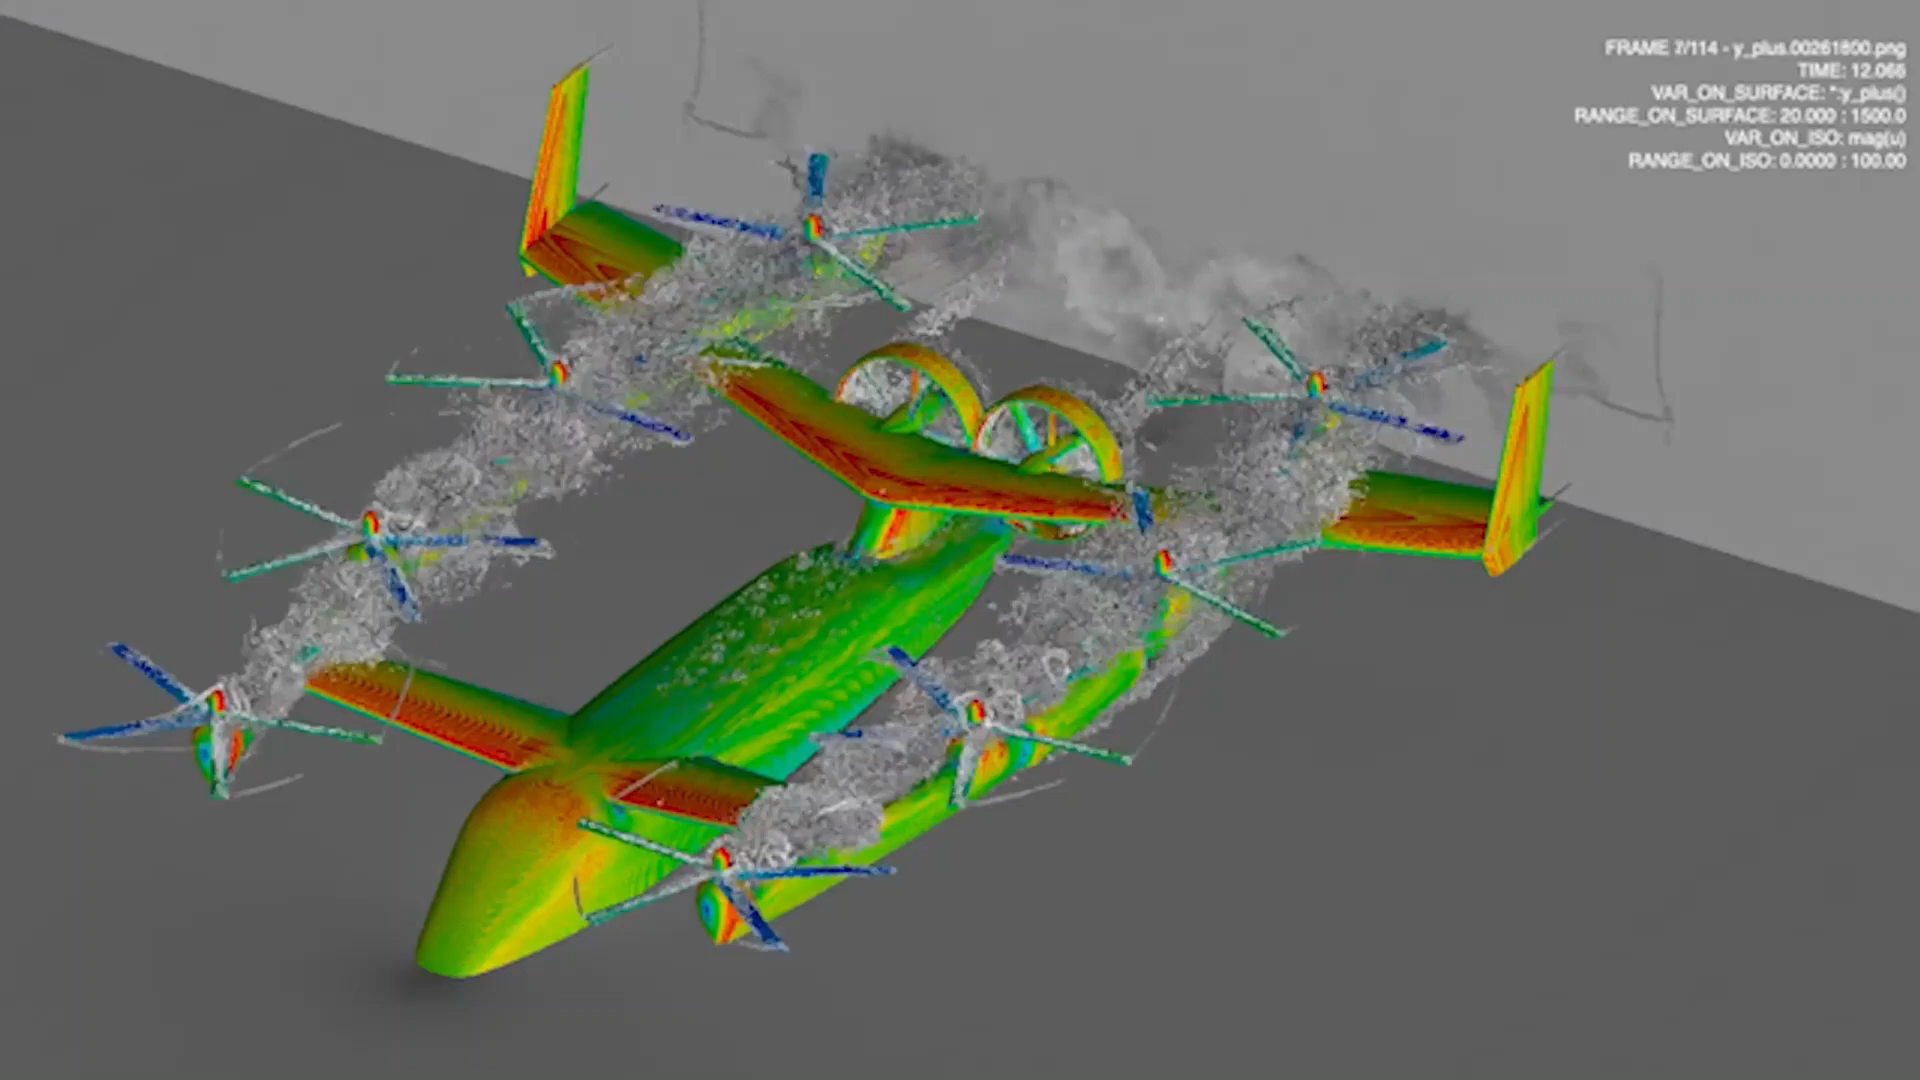 FRAME 7/114 - y_plus.00261800.png
TIME: 12.066
VAR_ON_SURFACE: *:y_plus()
RANGE_ON_SURFACE: 20.000 : 1500.0
VAR_ON_ISO: mag(u)
RANGE_ON_ISO: 0.0000 : 100.00